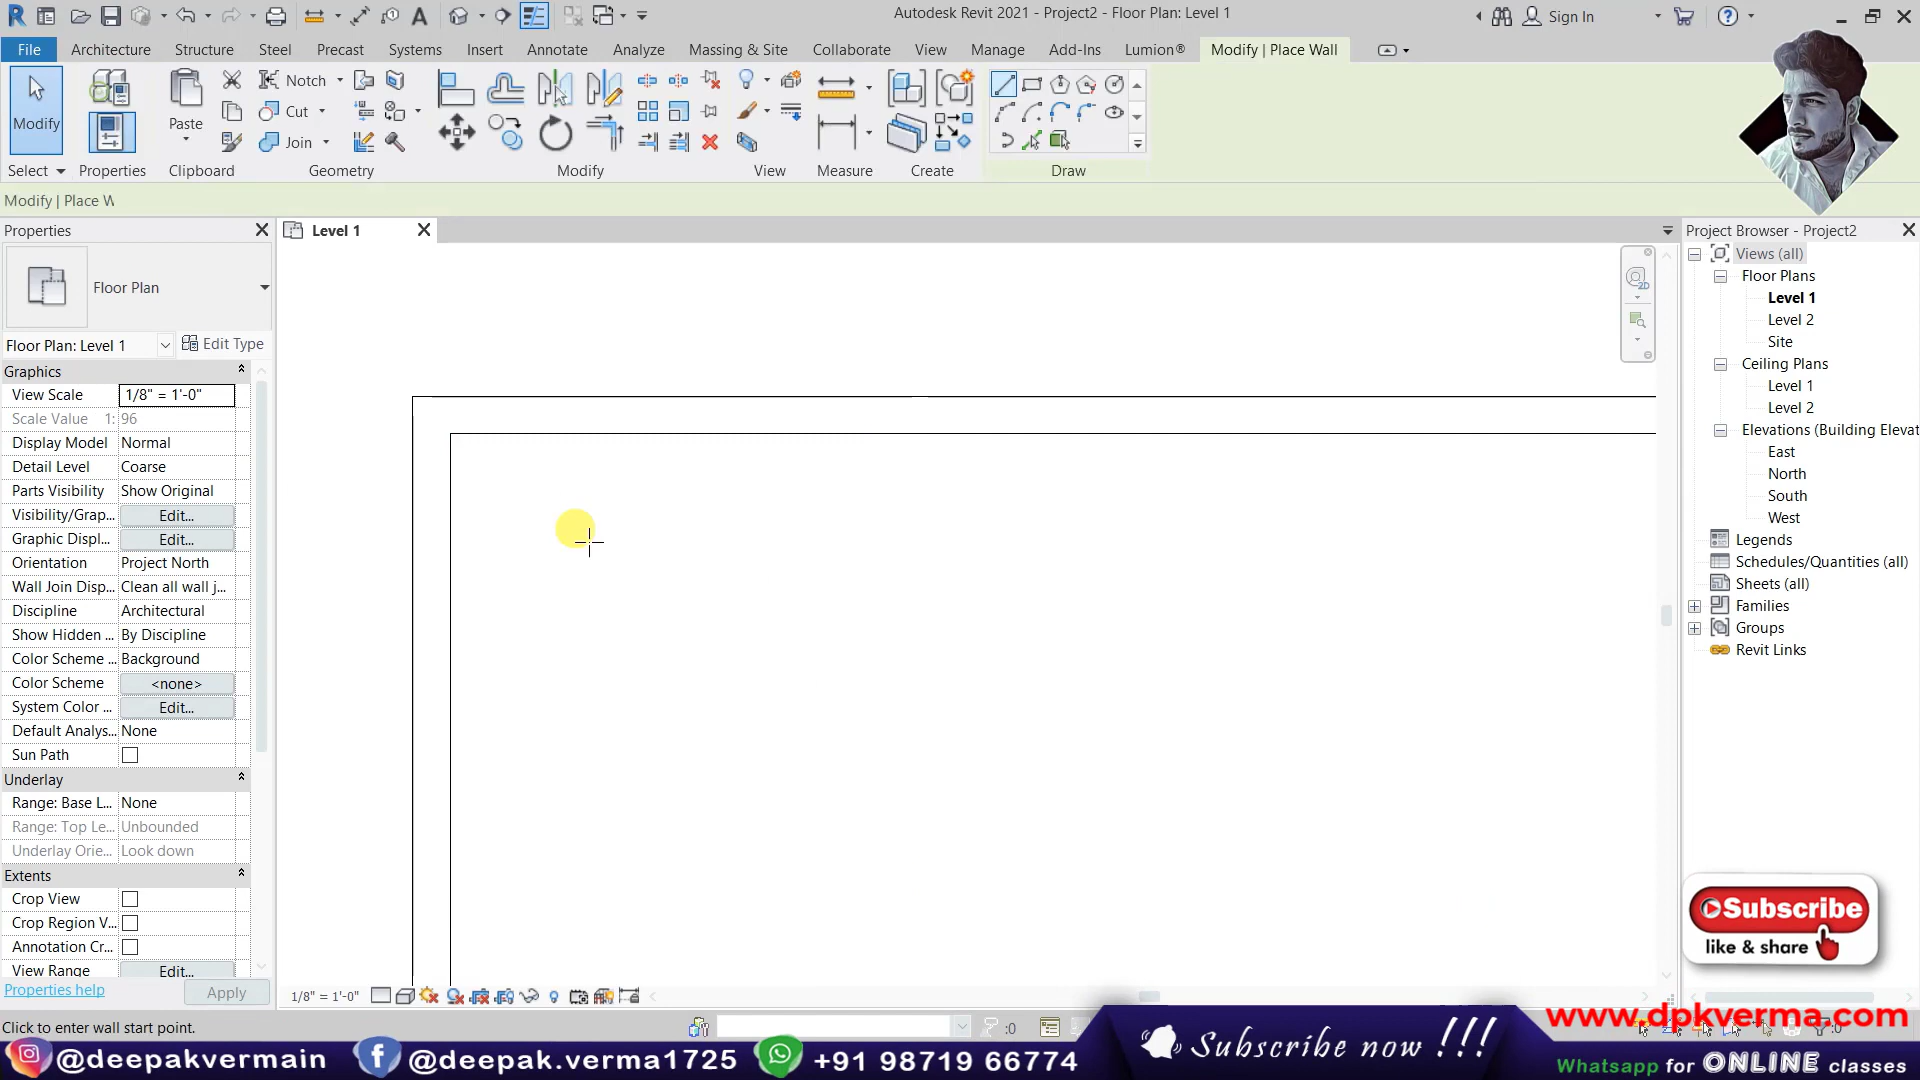 Autodesk Revit 2021 - Project2 - Floor Plan: Level 1
Sign In
File Architecture Structure Steel Precast Systems Insert Annotate Analyze Massing & Site Collaborate View Manage Add-Ins Lumion® Modify | Place Wall
Modify
Paste
Notch
Cut
Join
Select Properties Clipboard Geometry Modify View Measure Create Draw
Modify | Place W
Properties
Floor Plan
Floor Plan: Level 1 Edit Type
Graphics
View Scale 1/8" = 1'-0"
Scale Value 1: 96
Display Model Normal
Detail Level Coarse
Parts Visibility Show Original
Visibility/Grap... Edit...
Graphic Displ... Edit...
Orientation Project North
Wall Join Disp... Clean all wall j...
Discipline Architectural
Show Hidden ... By Discipline
Color Scheme ... Background
Color Scheme <none>
System Color ... Edit...
Default Analys... None
Sun Path
Underlay
Range: Base L... None
Range: Top Le... Unbounded
Underlay Orie... Look down
Extents
Crop View
Crop Region V...
Annotation Cr...
View Range Edit...
Properties help Apply
Level 1
2D
1/8" = 1'-0"
Project Browser - Project2
Views (all)
Floor Plans
Level 1
Level 2
Site
Ceiling Plans
Level 1
Level 2
Elevations (Building Elevat
East
North
South
West
Legends
Schedules/Quantities (all)
Sheets (all)
Families
Groups
Revit Links
Subscribe
like & share
Click to enter wall start point.
:0
:0
www.dpkverma.com
@deepakvermain @deepak.verma1725 +91 98719 66774
Subscribe now !!!
Whatsapp for ONLINE classes